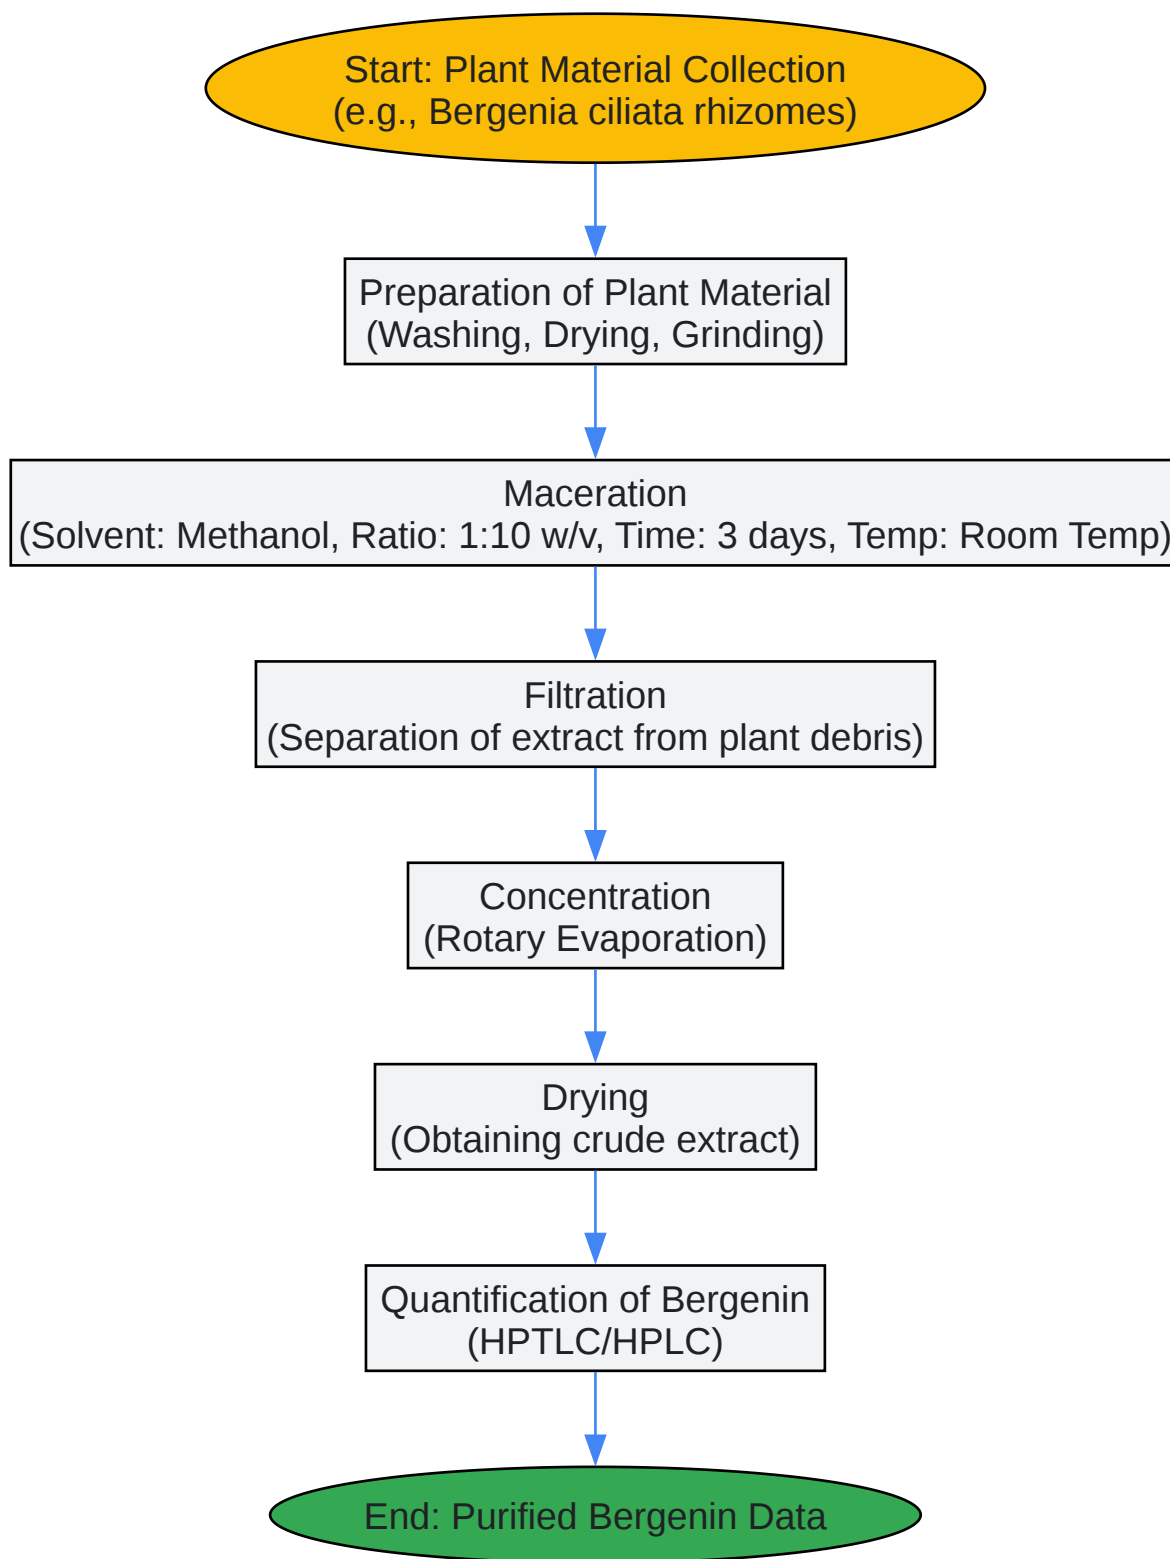 Start: Plant Material Collection
(e.g., Bergenia ciliata rhizomes)
Preparation of Plant Material
(Washing, Drying, Grinding)
Maceration
(Solvent: Methanol, Ratio: 1:10 w/v, Time: 3 days, Temp: Room Temp)
Filtration
(Separation of extract from plant debris)
Concentration
(Rotary Evaporation)
Drying
(Obtaining crude extract)
Quantification of Bergenin
(HPTLC/HPLC)
End: Purified Bergenin Data